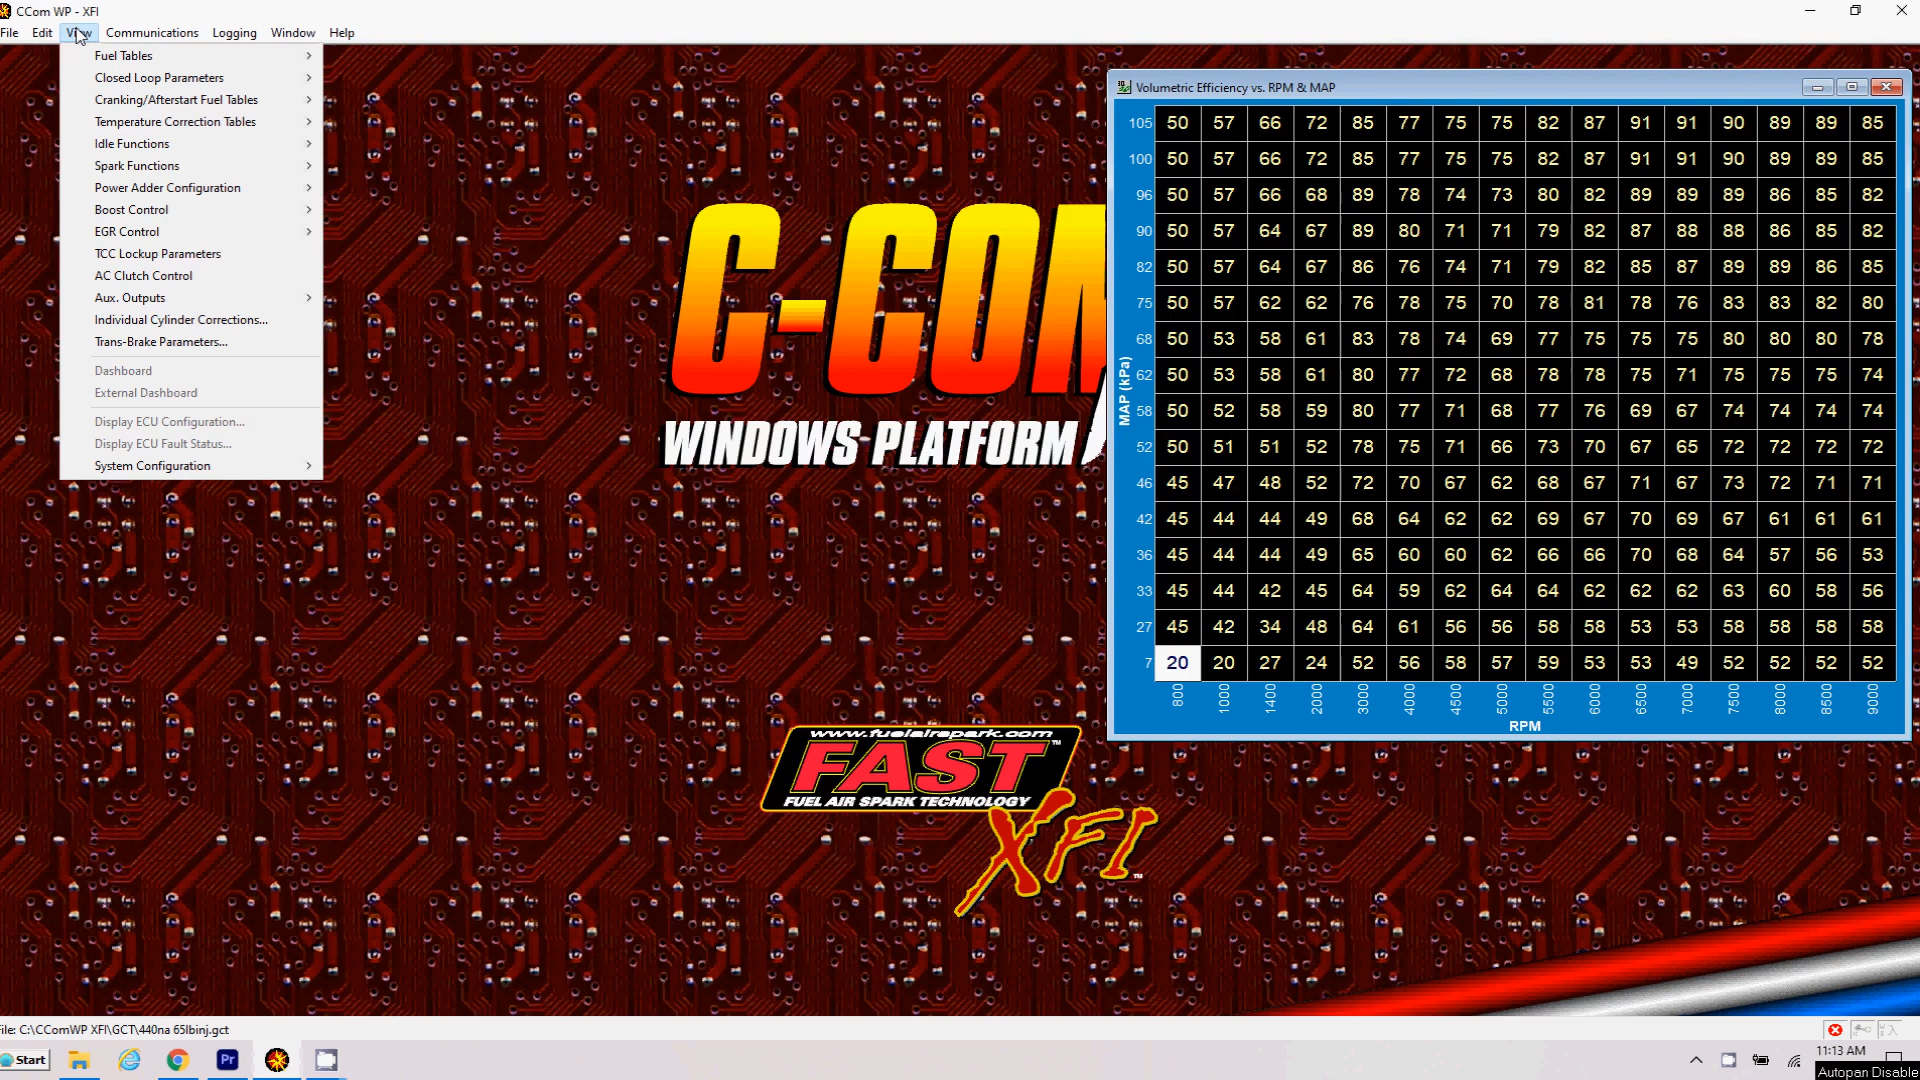 CCom WP - XFI
File Edit View Communications Logging Window Help
Fuel Tables
Closed Loop Parameters
Cranking/Afterstart Fuel Tables
Temperature Correction Tables
Idle Functions
Spark Functions
Power Adder Configuration
Boost Control
EGR Control
TCC Lockup Parameters
AC Clutch Control
Aux. Outputs
Individual Cylinder Corrections...
Trans-Brake Parameters...
Dashboard
External Dashboard
Display ECU Configuration...
Display ECU Fault Status...
System Configuration
C-COM
WINDOWS PLATFORM
www.fuelairspark.com
FAST™
FUEL AIR SPARK TECHNOLOGY
XFI™
Volumetric Efficiency vs. RPM & MAP
105 50 57 66 72 85 77 75 75 82 87 91 91 90 89 89 85
100 50 57 66 72 85 77 75 75 82 87 91 91 90 89 89 85
96 50 57 66 68 89 78 74 73 80 82 89 89 89 86 85 82
90 50 57 64 67 89 80 71 71 79 82 87 88 88 86 85 82
82 50 57 64 67 86 76 74 71 79 82 85 87 89 89 86 85
75 50 57 62 62 76 78 75 70 78 81 78 76 83 83 82 80
68 50 53 58 61 83 78 74 69 77 75 75 75 80 80 80 78
62 50 53 58 61 80 77 72 68 78 78 75 71 75 75 75 74
58 50 52 58 59 80 77 71 68 77 76 69 67 74 74 74 74
52 50 51 51 52 78 75 71 66 73 70 67 65 72 72 72 72
46 45 47 48 52 72 70 67 62 68 67 71 67 73 72 71 71
42 45 44 44 49 68 64 62 62 69 67 70 69 67 61 61 61
36 45 44 44 49 65 60 60 62 66 66 70 68 64 57 56 53
33 45 44 42 45 64 59 62 64 64 62 62 62 63 60 58 56
27 45 42 34 48 64 61 56 56 58 58 53 53 58 58 58 58
7 20 20 27 24 52 56 58 57 59 53 53 49 52 52 52 52
MAP (kPa)
800 1000 1400 2000 3000 4000 4500 5000 5500 6000 6500 7000 7500 8000 8500 9000
RPM
File: C:\CComWP XFI\GCT\440na 65lbinj.gct
Start
Pr
11:13 AM
Autopan Disable